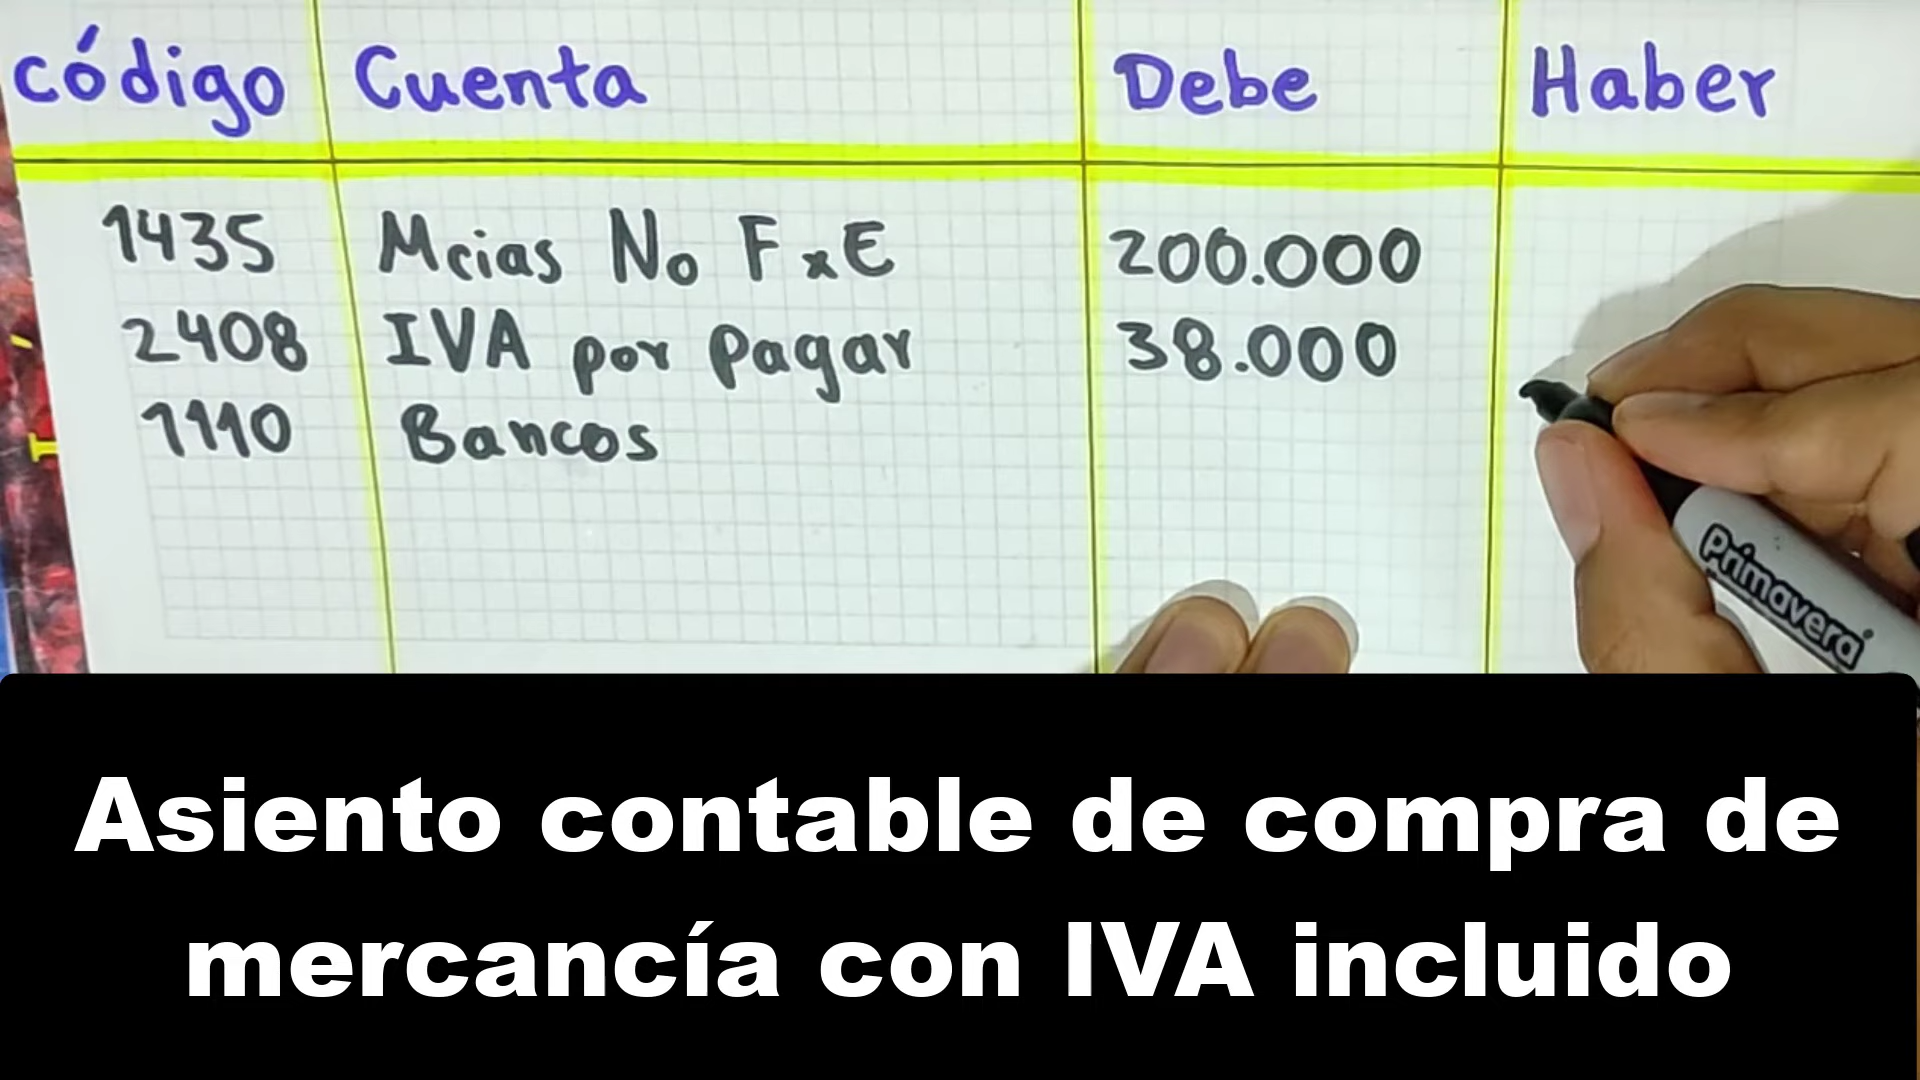 código Cuenta Debe Haber
1435 Mcias No F x E 200.000
2408 IVA por pagar 38.000
1110 Bancos
Primavera
Asiento contable de compra de
mercancía con IVA incluido